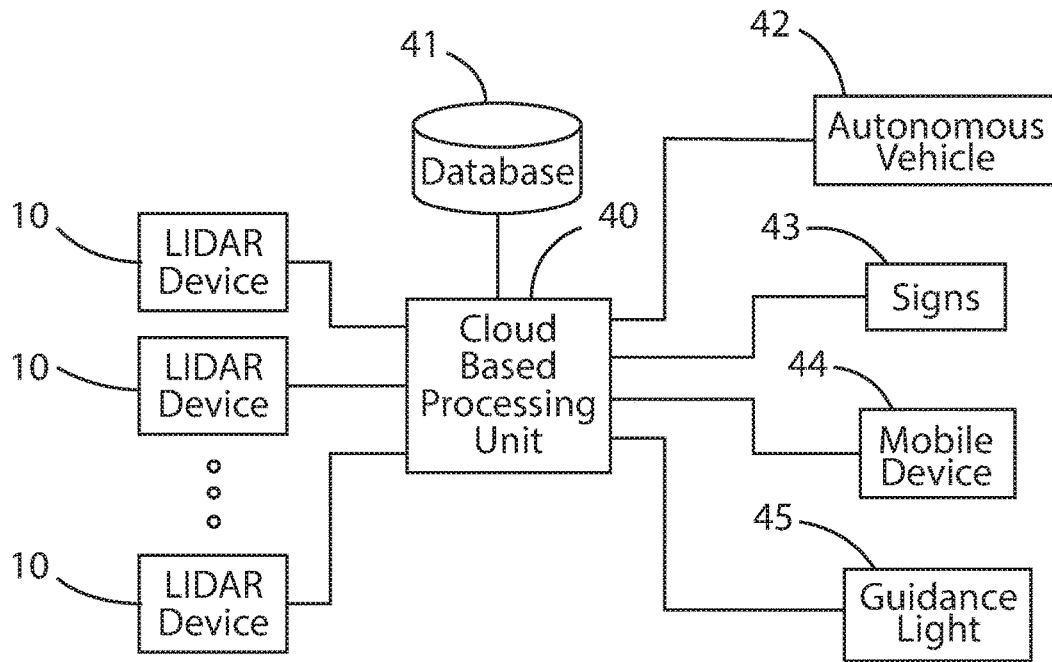 41
Database
42
Autonomous
Vehicle
10
LIDAR
Device
40
Cloud
Based
Processing
Unit
43
Signs
10
LIDAR
Device
44
Mobile
Device
10
LIDAR
Device
45
Guidance
Light